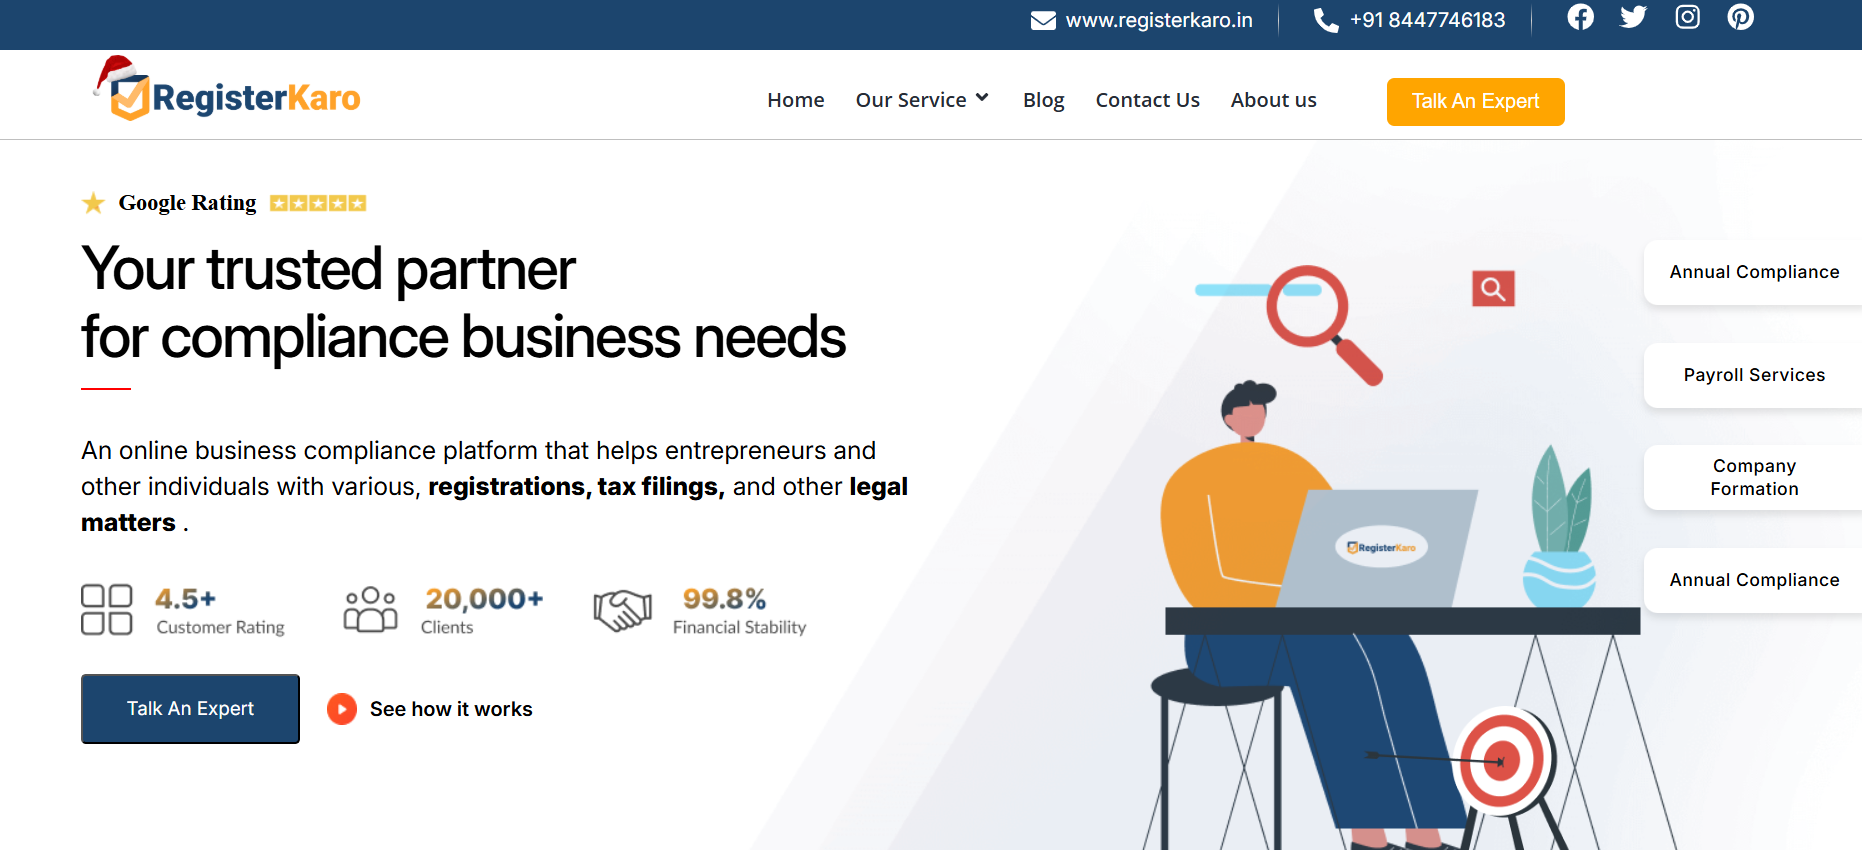 www.registerkaro.in
+91 8447746183
RegisterKaro
Home
Our Service
Blog
Contact Us
About us
Talk An Expert
Google Rating
Your trusted partner
for compliance business needs
An online business compliance platform that helps entrepreneurs and
other individuals with various, registrations, tax filings, and other legal
matters .
4.5+
Customer Rating
20,000+
Clients
99.8%
Financial Stability
Talk An Expert
See how it works
RegisterKaro
Annual Compliance
Payroll Services
Company
Formation
Annual Compliance